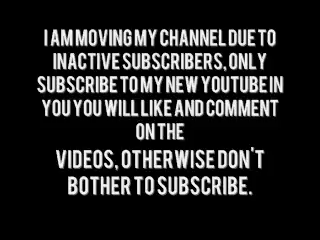 I AM MOVING MY CHANNEL DUE TO
INACTIVE SUBSCRIBERS, ONLY
SUBSCRIBE TO MY NEW YOUTUBE IN
YOU YOU WILL LIKE AND COMMENT
ON THE
VIDEOS, OTHERWISE DON'T
BOTHER TO SUBSCRIBE.